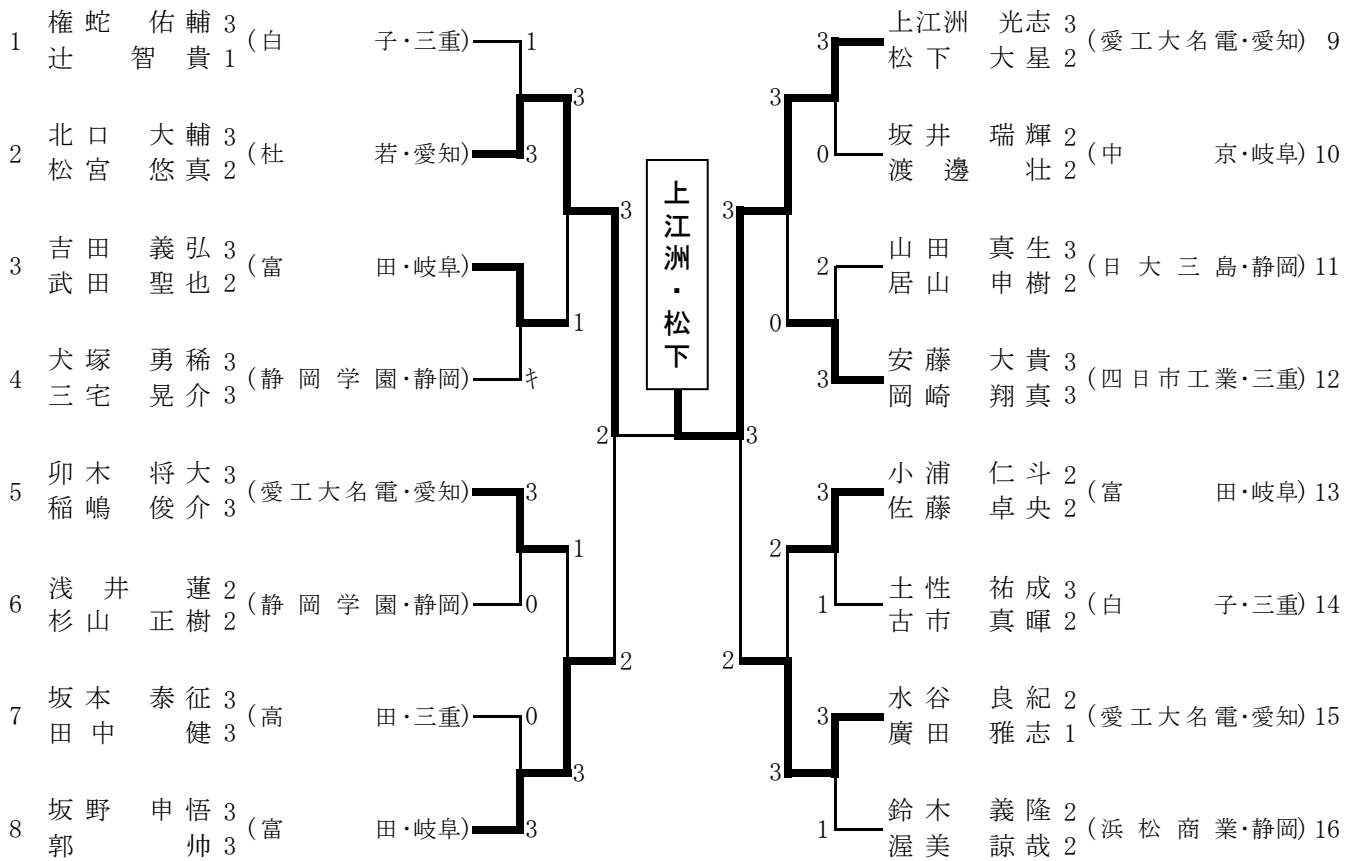 権蛇 佑輔 3
1 (白 子・三重) 1
辻 智貴 1
3
北口 大輔 3
2 (杜 若・愛知) 3
松宮 悠真 2
3
吉田 義弘 3
3 (富 田・岐阜)
武田 聖也 2
1
犬塚 勇稀 3
4 (静岡学園・静岡) キ
三宅 晃介 3
2
卯木 将大 3
5 (愛工大名電・愛知) 3
稲嶋 俊介 3
1
浅井 蓮 2
6 (静岡学園・静岡) 0
杉山 正樹 2
2
坂本 泰征 3
7 (高 田・三重) 0
田中 健 3
3
坂野 申悟 3
8 (富 田・岐阜) 3
郭 帅 3
上江洲・松下
上江洲 光志 3
3 (愛工大名電・愛知) 9
松下 大星 2
3
坂井 瑞輝 2
0 (中 京・岐阜) 10
渡邊 壮 2
3
山田 真生 3
2 (日大三島・静岡) 11
居山 申樹 2
0
安藤 大貴 3
3 (四日市工業・三重) 12
岡崎 翔真 3
3
小浦 仁斗 2
3 (富 田・岐阜) 13
佐藤 卓央 2
2
土性 祐成 3
1 (白 子・三重) 14
古市 真暉 2
2
水谷 良紀 2
3 (愛工大名電・愛知) 15
廣田 雅志 1
3
鈴木 義隆 2
1 (浜松商業・静岡) 16
渥美 諒哉 2